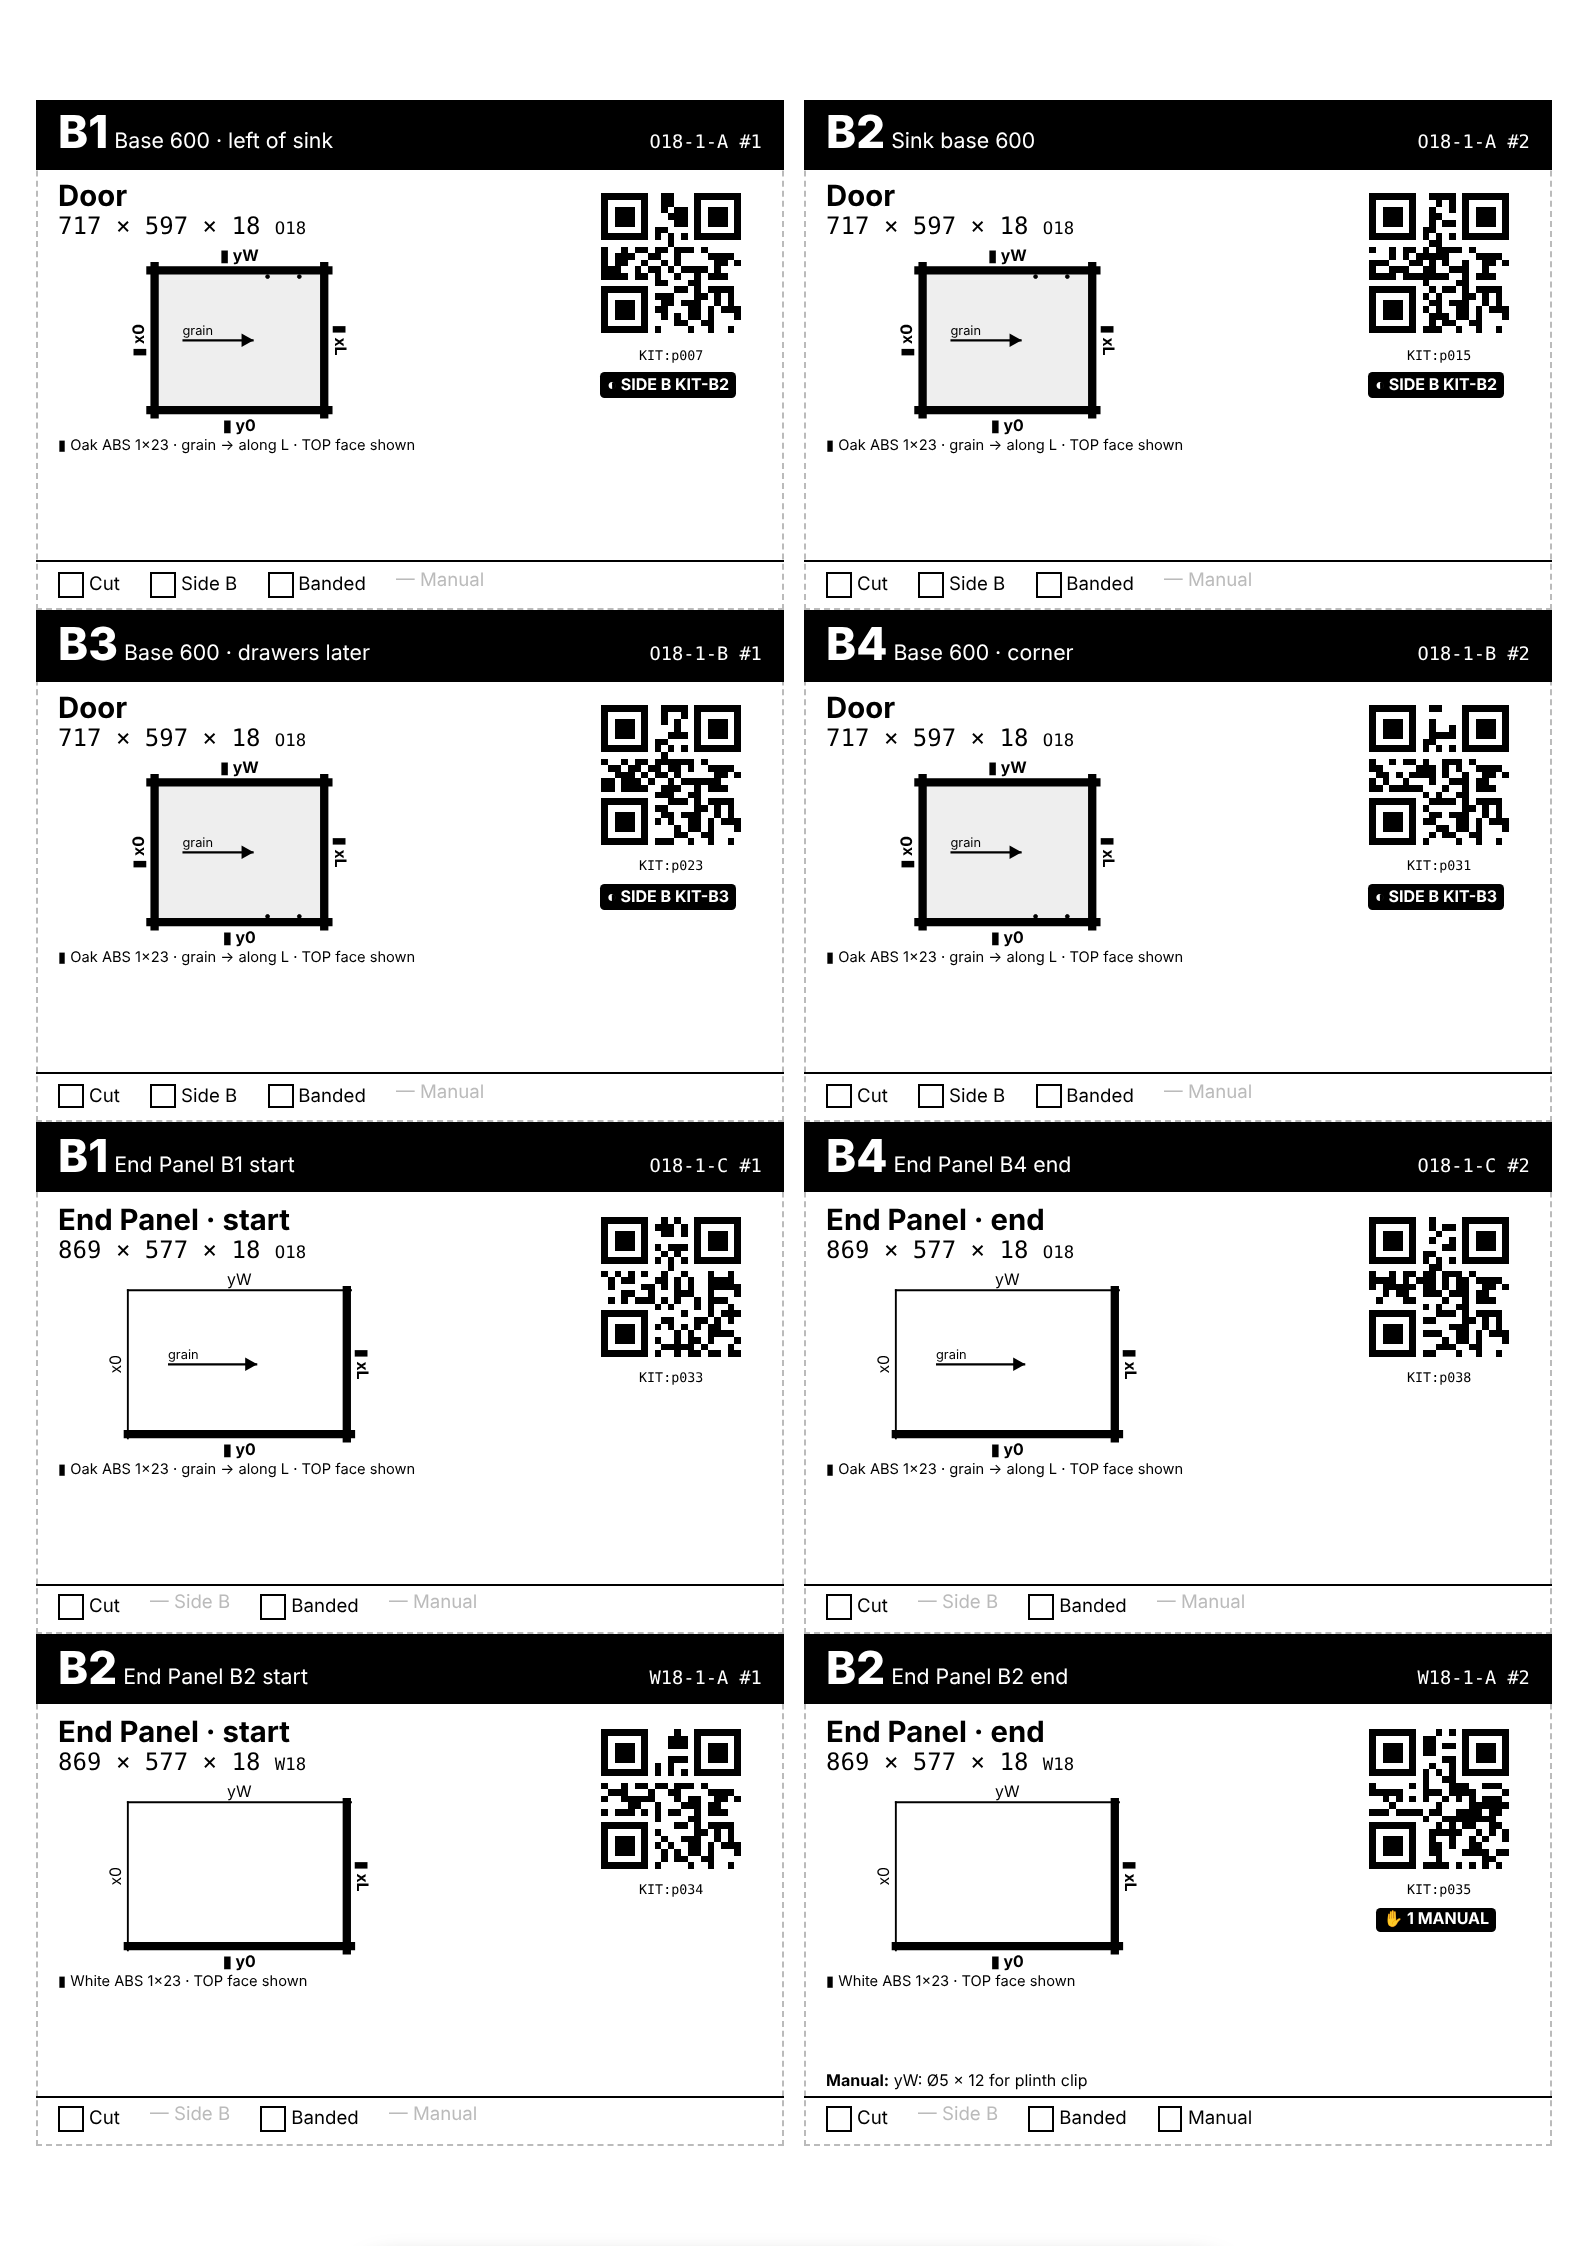 B1 Base 600 · left of sink O18-1-A #1
Door
717 × 597 × 18 O18
▮ yW
▮ x0
grain
▮ xL
▮ y0
▮ Oak ABS 1×23 · grain → along L · TOP face shown
KIT:p007
SIDE B KIT-B2
Cut Side B Banded — Manual
B2 Sink base 600 O18-1-A #2
Door
717 × 597 × 18 O18
▮ yW
▮ x0
grain
▮ xL
▮ y0
▮ Oak ABS 1×23 · grain → along L · TOP face shown
KIT:p015
SIDE B KIT-B2
Cut Side B Banded — Manual
B3 Base 600 · drawers later O18-1-B #1
Door
717 × 597 × 18 O18
▮ yW
▮ x0
grain
▮ xL
▮ y0
▮ Oak ABS 1×23 · grain → along L · TOP face shown
KIT:p023
SIDE B KIT-B3
Cut Side B Banded — Manual
B4 Base 600 · corner O18-1-B #2
Door
717 × 597 × 18 O18
▮ yW
▮ x0
grain
▮ xL
▮ y0
▮ Oak ABS 1×23 · grain → along L · TOP face shown
KIT:p031
SIDE B KIT-B3
Cut Side B Banded — Manual
B1 End Panel B1 start O18-1-C #1
End Panel · start
869 × 577 × 18 O18
yW
x0
grain
▮ xL
▮ y0
▮ Oak ABS 1×23 · grain → along L · TOP face shown
KIT:p033
Cut — Side B Banded — Manual
B4 End Panel B4 end O18-1-C #2
End Panel · end
869 × 577 × 18 O18
yW
x0
grain
▮ xL
▮ y0
▮ Oak ABS 1×23 · grain → along L · TOP face shown
KIT:p038
Cut — Side B Banded — Manual
B2 End Panel B2 start W18-1-A #1
End Panel · start
869 × 577 × 18 W18
yW
x0
▮ xL
▮ y0
▮ White ABS 1×23 · TOP face shown
KIT:p034
Cut — Side B Banded — Manual
B2 End Panel B2 end W18-1-A #2
End Panel · end
869 × 577 × 18 W18
yW
x0
▮ xL
▮ y0
▮ White ABS 1×23 · TOP face shown
KIT:p035
✋ 1 MANUAL
Manual: yW: Ø5 × 12 for plinth clip
Cut — Side B Banded Manual